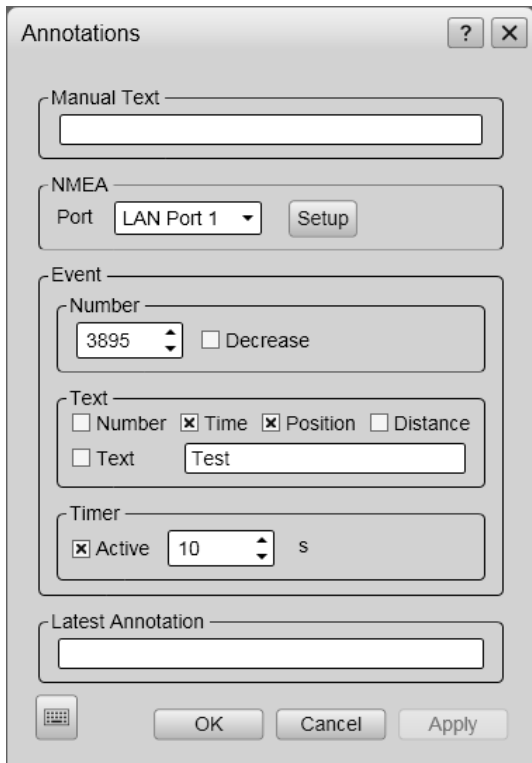 Annotations ?
Manual Text
NMEA
Port LAN Port 1 Setup
Event
Number
3895 Decrease
Text
Number Time Position Distance
Text Test
Timer
Active 10 s
Latest Annotation
OK Cancel Apply